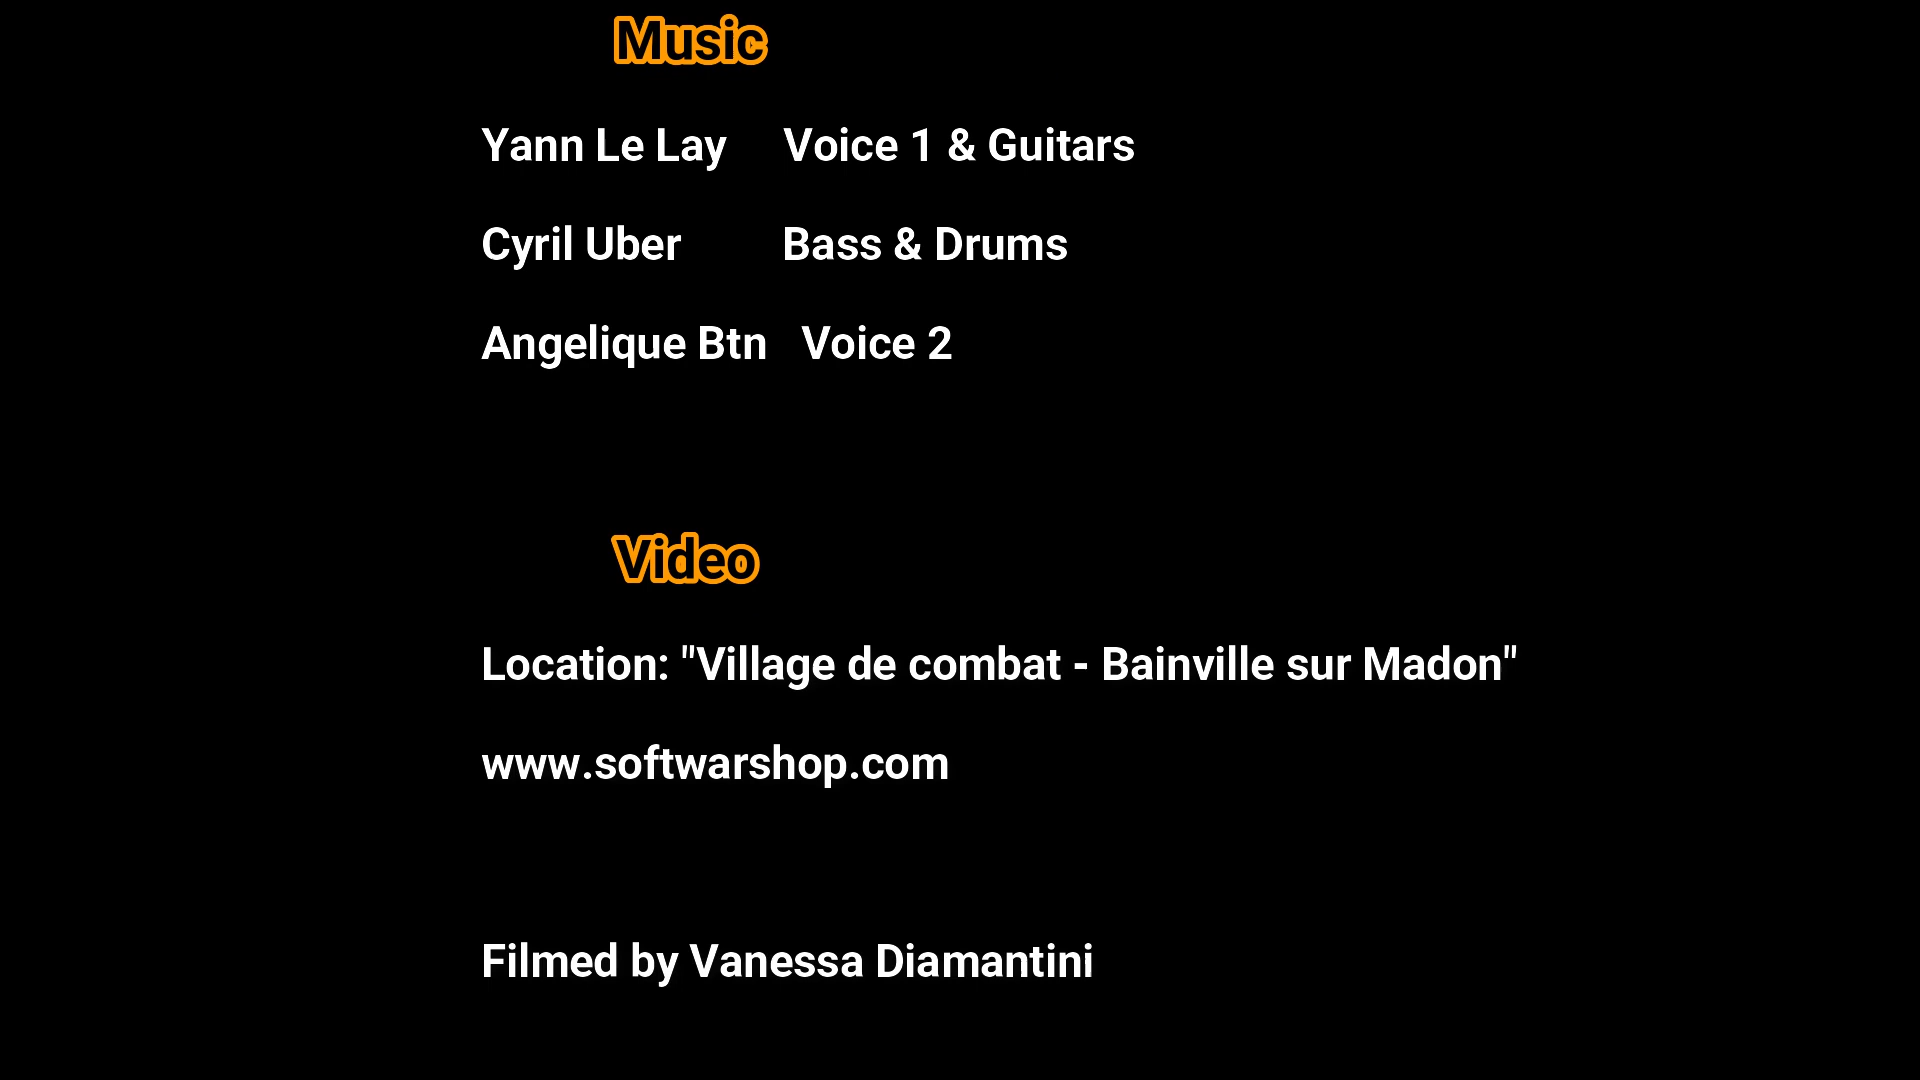 Music
Yann Le Lay Voice 1 & Guitars
Cyril Uber Bass & Drums
Angelique Btn Voice 2
Video
Location: "Village de combat - Bainville sur Madon"
www.softwarshop.com
Filmed by Vanessa Diamantini